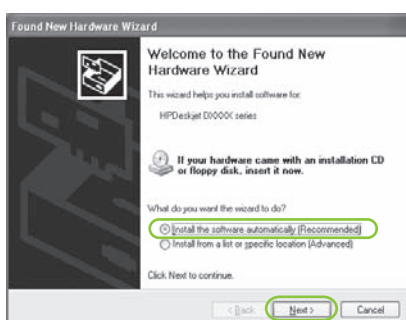 Found New Hardware Wizard
Welcome to the Found New
Hardware Wizard
This wizard helps you install software for:
HPDeskjet DXXXX series
If your hardware came with an installation CD
or floppy disk, insert it now.
What do you want the wizard to do?
Install the software automatically (Recommended)
Install from a list or specific location (Advanced)
Click Next to continue.
< Back Next > Cancel